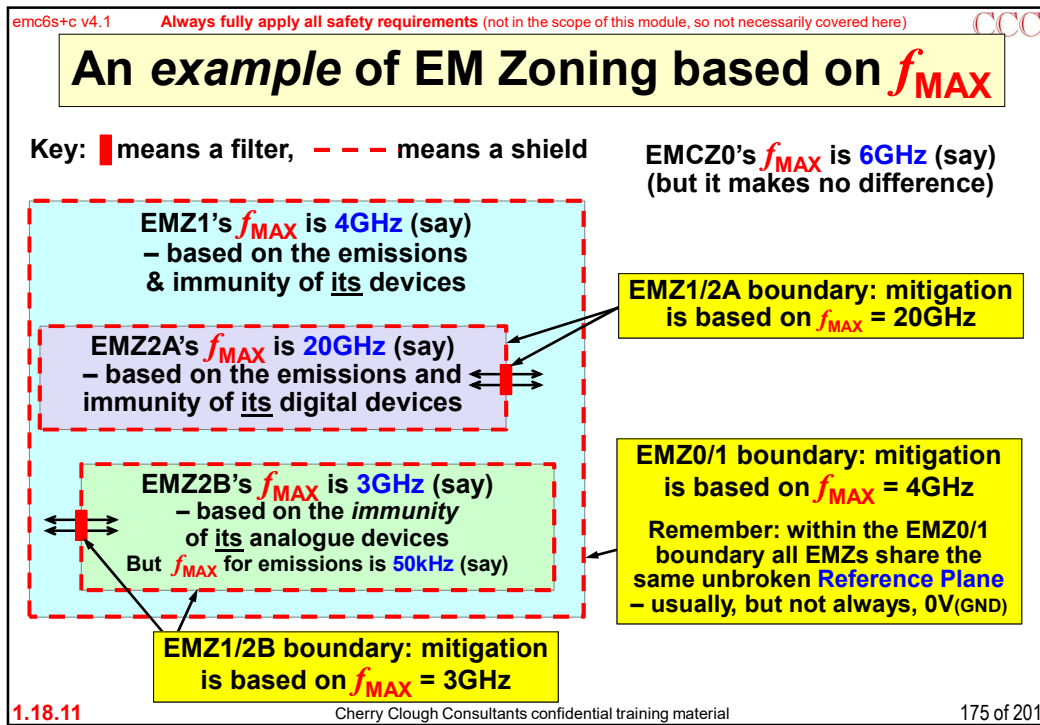 emc6s+c v4.1 Always fully apply all safety requirements (not in the scope of this module, so not necessarily covered here) CCC
An example of EM Zoning based on fMAX
Key: means a filter, – – – means a shield
EMCZ0's fMAX is 6GHz (say)
(but it makes no difference)
EMZ1's fMAX is 4GHz (say)
– based on the emissions
& immunity of its devices
EMZ1/2A boundary: mitigation
is based on fMAX = 20GHz
EMZ2A's fMAX is 20GHz (say)
– based on the emissions and
immunity of its digital devices
EMZ0/1 boundary: mitigation
is based on fMAX = 4GHz
Remember: within the EMZ0/1
boundary all EMZs share the
same unbroken Reference Plane
– usually, but not always, 0V(GND)
EMZ2B's fMAX is 3GHz (say)
– based on the immunity
of its analogue devices
But fMAX for emissions is 50kHz (say)
EMZ1/2B boundary: mitigation
is based on fMAX = 3GHz
1.18.11 Cherry Clough Consultants confidential training material 175 of 201